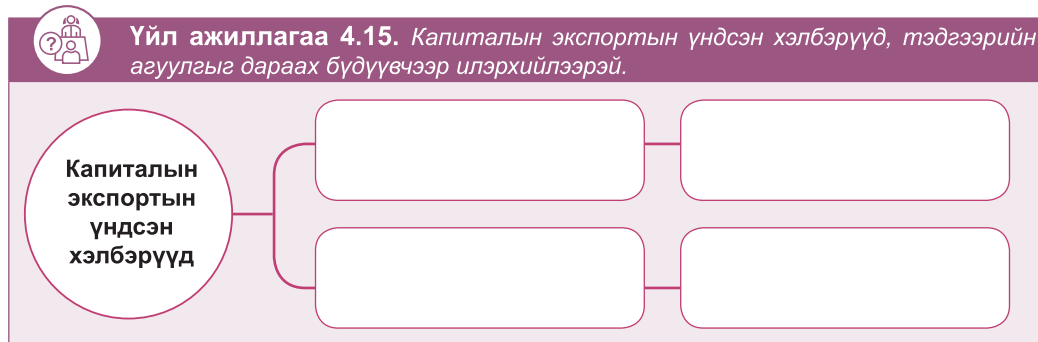 Үйл ажиллагаа 4.15. Капиталын экспортын үндсэн хэлбэрүүд, тэдгээрийн
агуулгыг дараах бүдүүвчээр илэрхийлээрэй.
?
Капиталын
экспортын
үндсэн
хэлбэрүүд